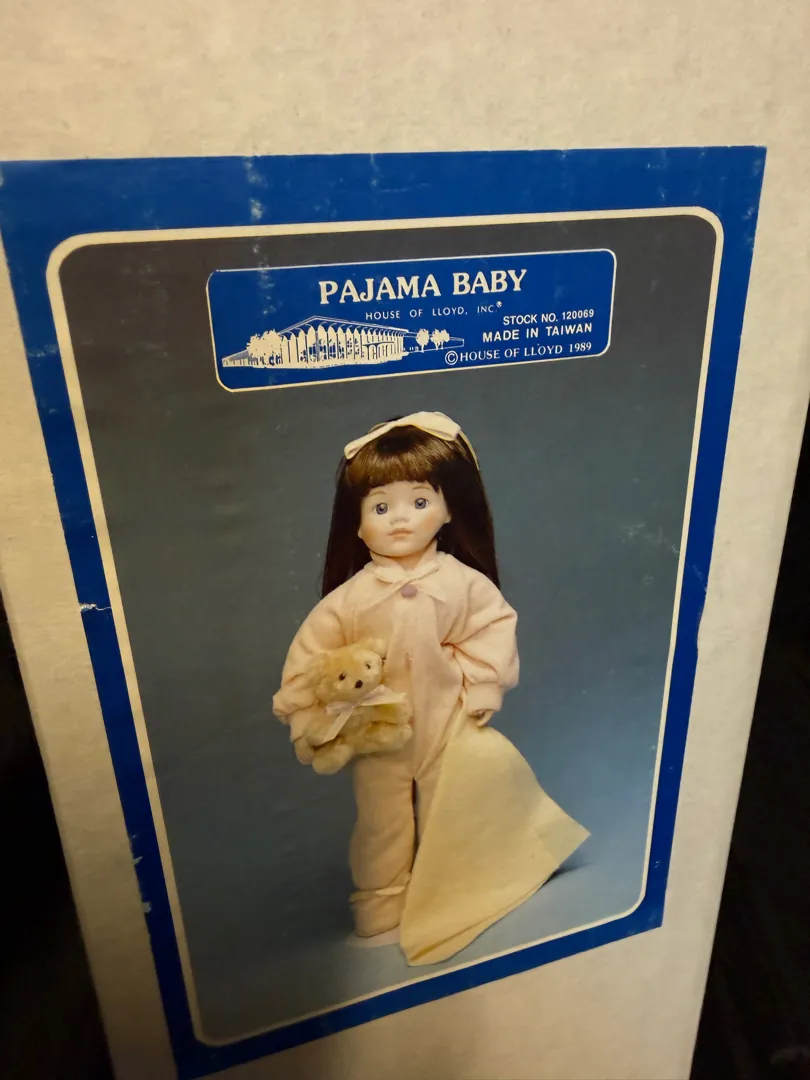 PAJAMA BABY
HOUSE OF LLOYD, INC®
STOCK NO. 120069
MADE IN TAIWAN
©HOUSE OF LLOYD 1989